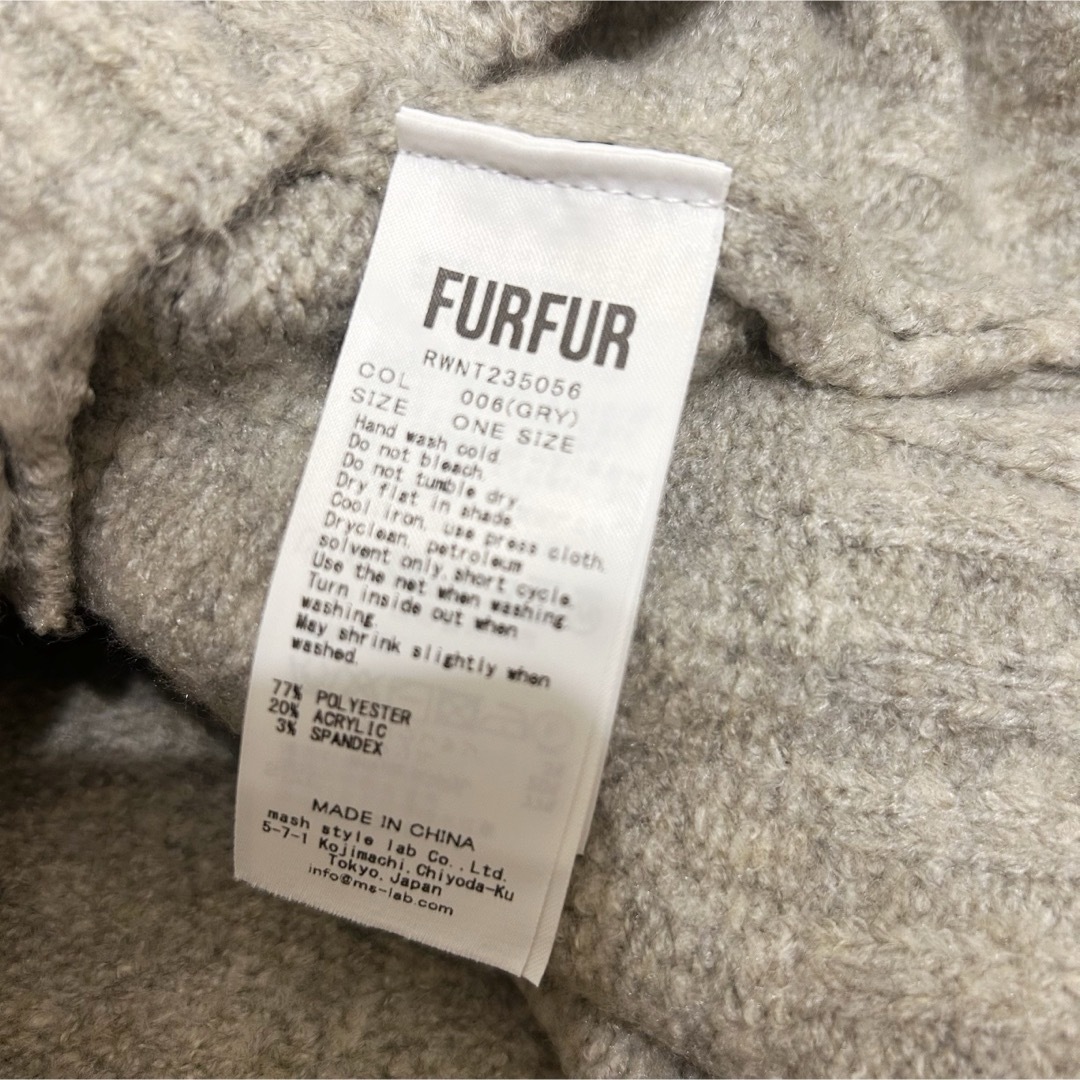 FURFUR
RWNT235056
COL 006(GRY)
SIZE ONE SIZE
Hand wash cold.
Do not bleach.
Do not tumble dry.
Dry flat in shade.
Cool iron, use press cloth.
Dryclean, petroleum
solvent only, short cycle.
Use the net when washing.
Turn inside out when
washing.
May shrink slightly when
washed.
77% POLYESTER
20% ACRYLIC
3% SPANDEX
MADE IN CHINA
mash style lab Co.,Ltd.
5-7-1 Kojimachi, Chiyoda-Ku
Tokyo, Japan
info@ms-lab.com